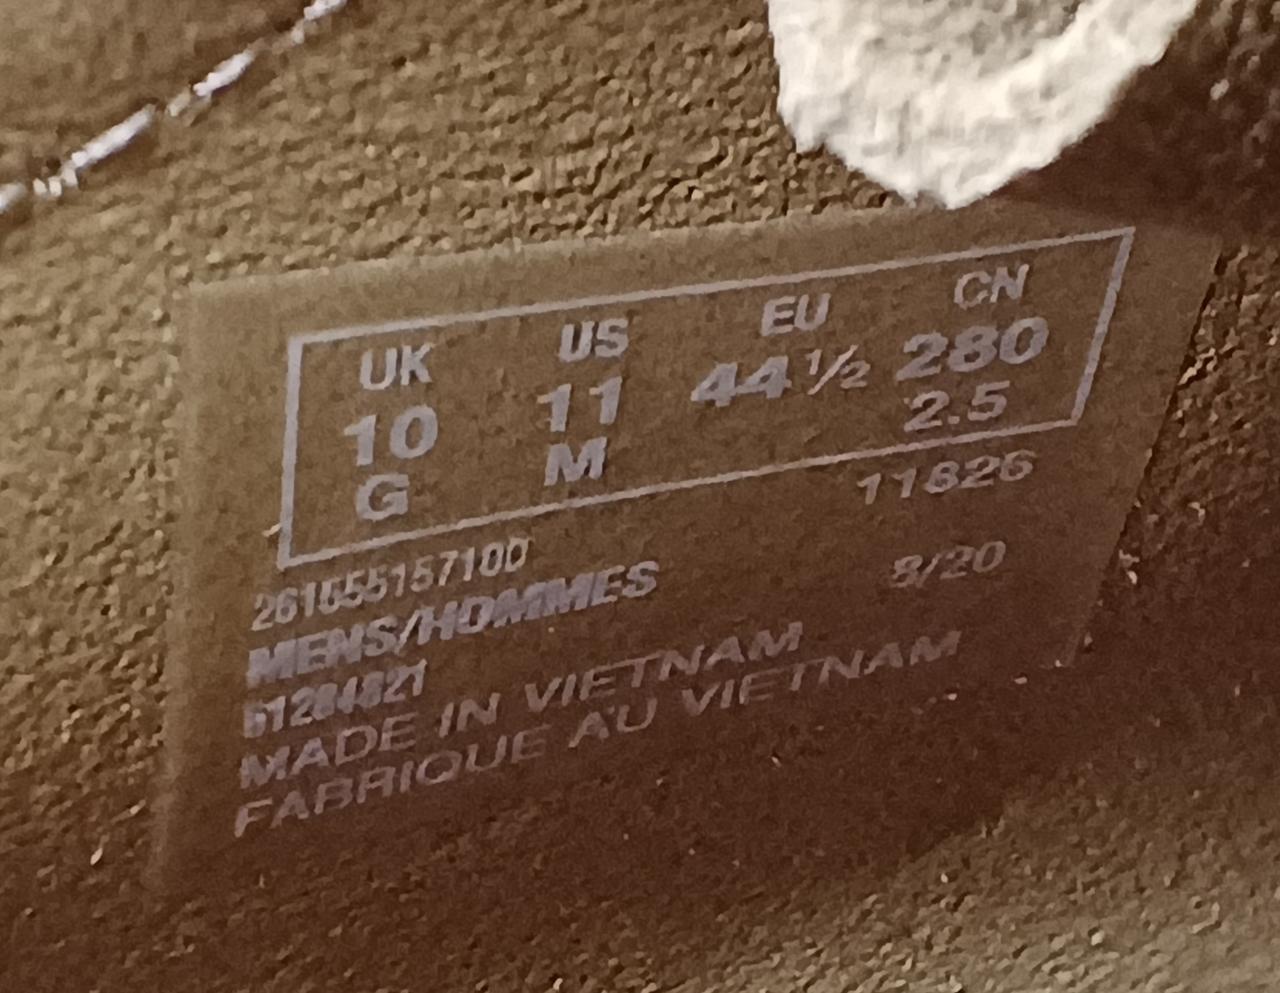 UK US EU CN
10 11 44½ 280
G M 2.5
11826
261555157100
MENS/HOMMES 8/20
MADE IN VIETNAM
FABRIQUE AU VIETNAM